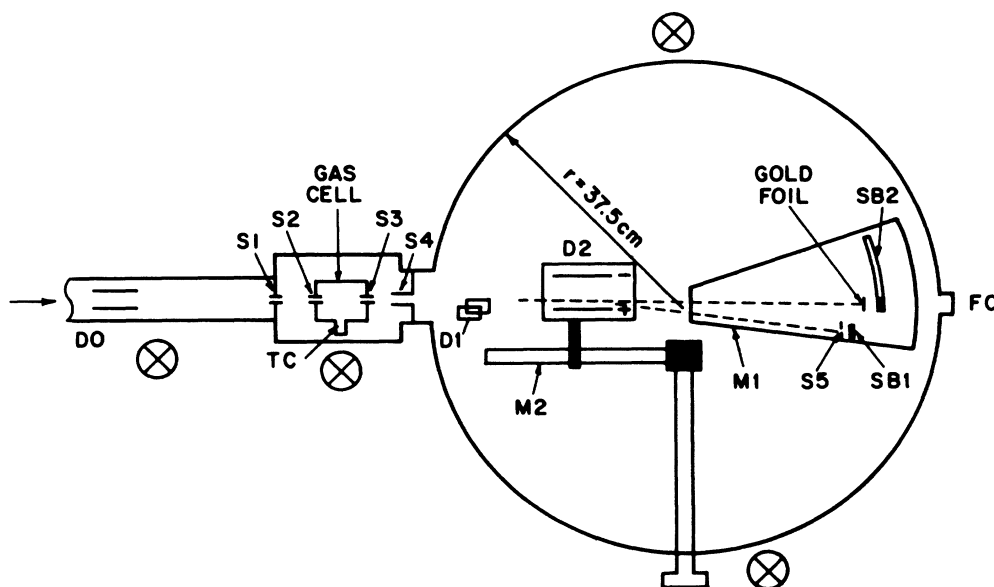 GAS
CELL
S1
S2
S3
S4
r = 37.5cm
GOLD
FOIL
SB2
D2
–
+
DO
TC
D1
M2
M1
S5
SB1
FC